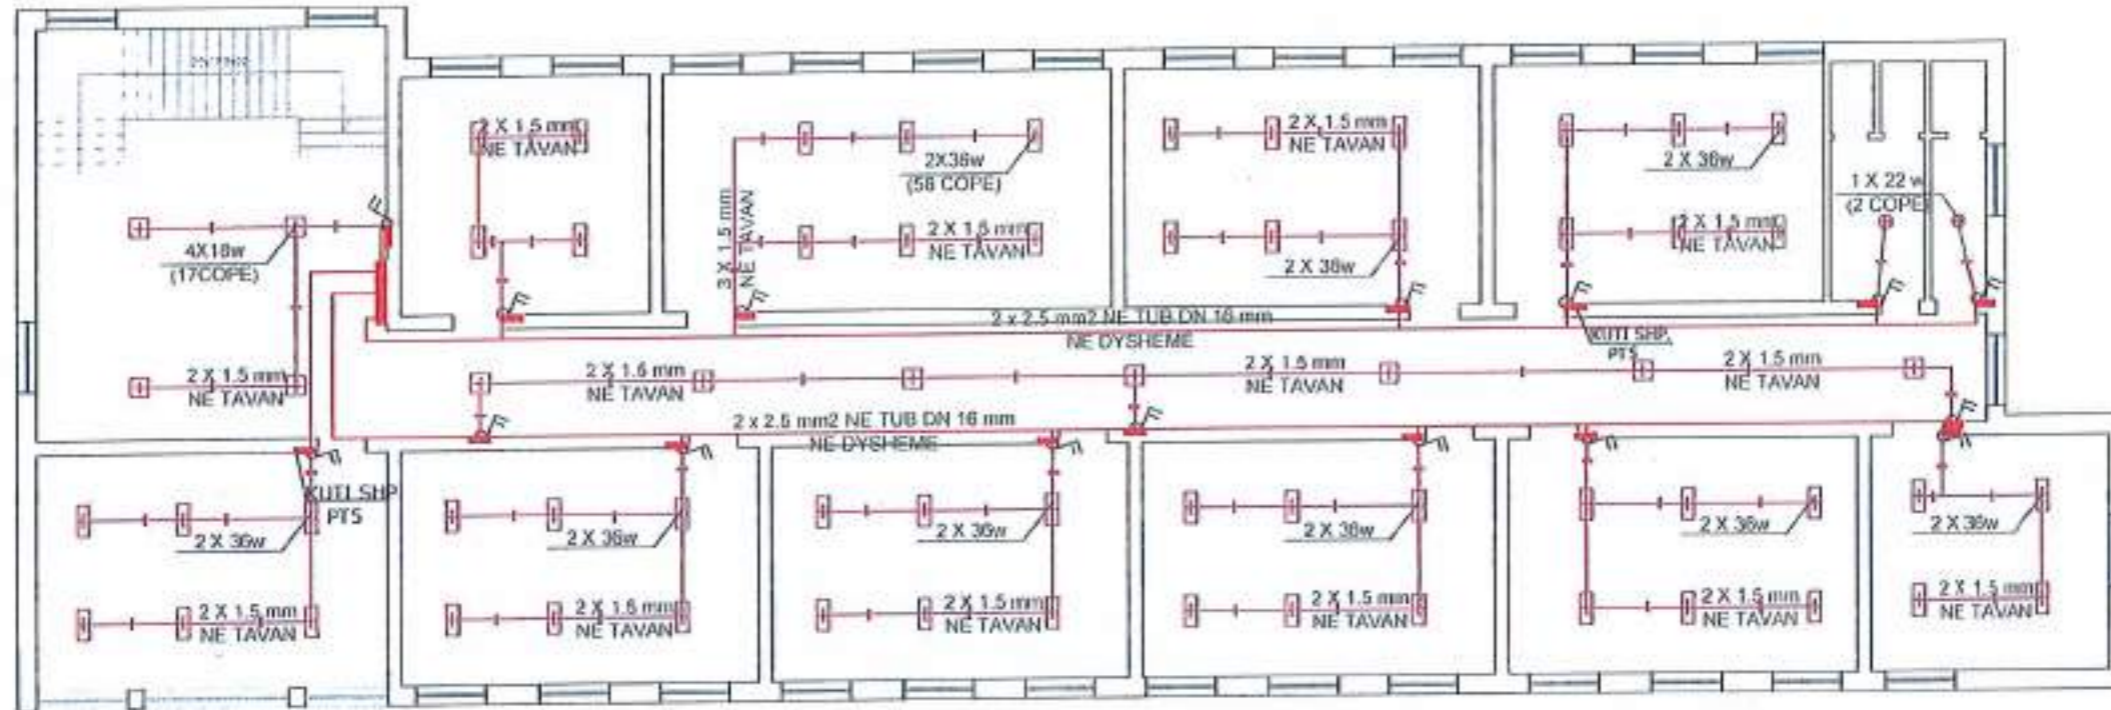 2 X 1.5 mm
NE TAVAN
2X36w
(58 COPE)
2 X 1.5 mm
NE TAVAN
3 X 1.5 mm
NE TAVAN
2 X 1.5 mm
NE TAVAN
2 X 36w
2 X 36w
2 X 1.5 mm
NE TAVAN
1 X 22 w
(2 COPE
4X18w
(17COPE)
2 x 2.5 mm2 NE TUB DN 16 mm
NE DYSHEME
KUTI SHP.
PTS
2 X 1.5 mm
NE TAVAN
2 X 1.5 mm
NE TAVAN
2 X 1.5 mm
NE TAVAN
2 X 1.5 mm
NE TAVAN
2 x 2.5 mm2 NE TUB DN 16 mm
NE DYSHEME
KUTI SHP
PTS
2 X 36w
2 X 36w
2 X 36w
2 X 36w
2 X 36w
2 X 36w
2 X 1.5 mm
NE TAVAN
2 X 1.5 mm
NE TAVAN
2 X 1.5 mm
NE TAVAN
2 X 1.5 mm
NE TAVAN
2 X 1.5 mm
NE TAVAN
2 X 1.5 mm
NE TAVAN